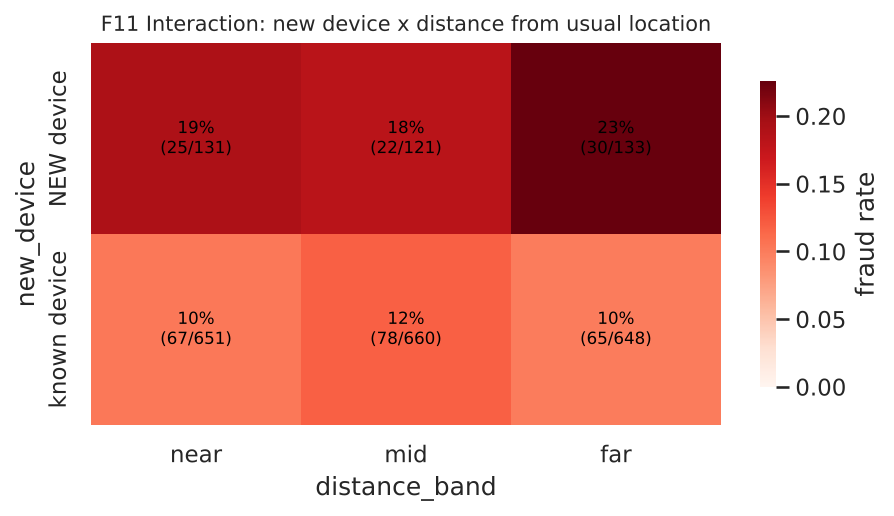 F11 Interaction: new device x distance from usual location
new_device
NEW device
known device
19%
(25/131)
18%
(22/121)
23%
(30/133)
10%
(67/651)
12%
(78/660)
10%
(65/648)
near
mid
far
distance_band
0.20
0.15
0.10
0.05
0.00
fraud rate